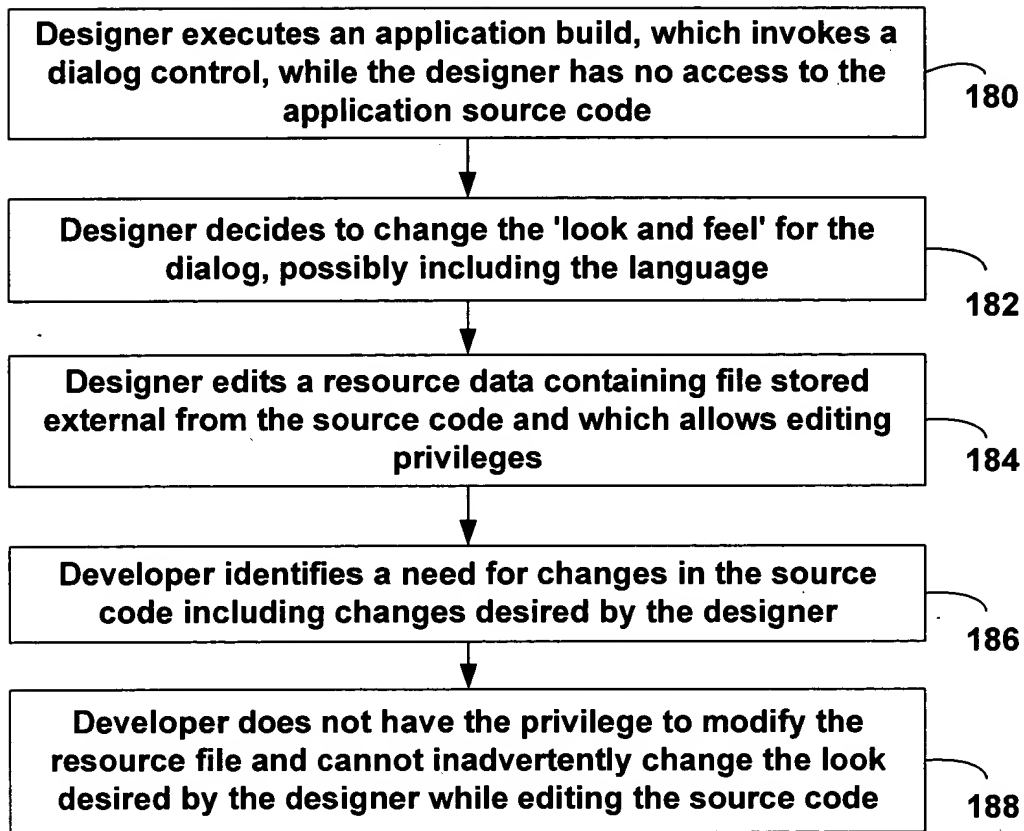 Designer executes an application build, which invokes a
dialog control, while the designer has no access to the
application source code
180
Designer decides to change the 'look and feel' for the
dialog, possibly including the language
182
Designer edits a resource data containing file stored
external from the source code and which allows editing
privileges
184
Developer identifies a need for changes in the source
code including changes desired by the designer
186
Developer does not have the privilege to modify the
resource file and cannot inadvertently change the look
desired by the designer while editing the source code
188